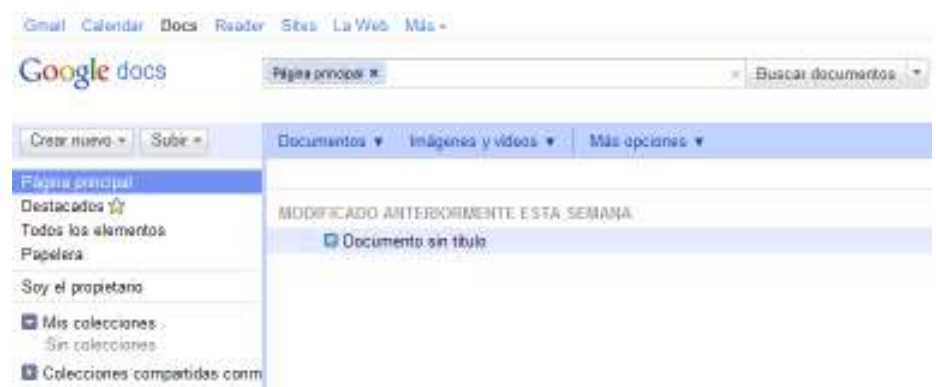 Gmail Calendar Docs Reader Sites La Web Más
Google docs
Página principal × × Buscar documentos
Crear nuevo Subir Documentos Imágenes y vídeos Más opciones
Página principal
Destacados
Todos los elementos
Papelera
Soy el propietario
Mis colecciones
Sin colecciones
Colecciones compartidas conm
MODIFICADO ANTERIORMENTE ESTA SEMANA
Documento sin título